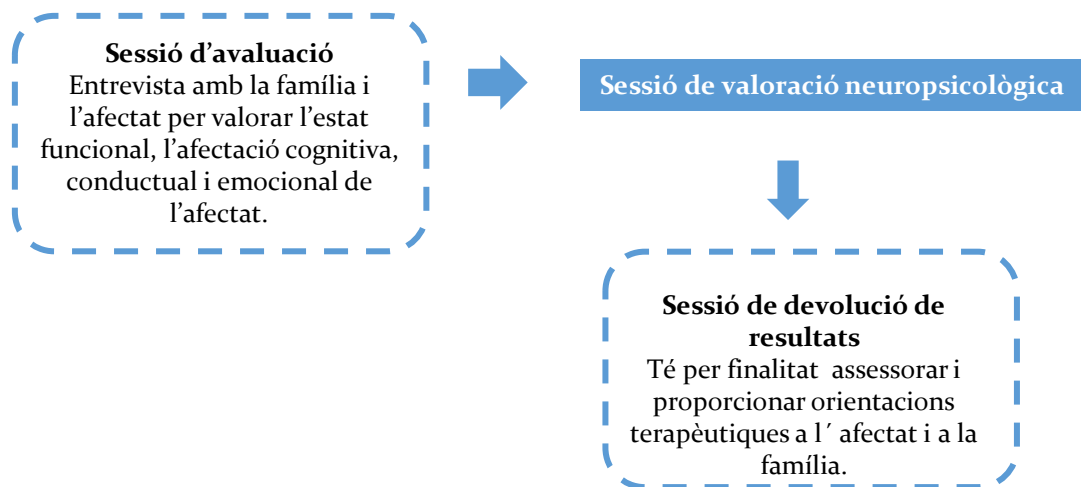 Sessió d’avaluació
Entrevista amb la família i
l’afectat per valorar l’estat
funcional, l’afectació cognitiva,
conductual i emocional de
l’afectat.
Sessió de valoració neuropsicològica
Sessió de devolució de
resultats
Té per finalitat  assessorar i
proporcionar orientacions
terapèutiques a l´ afectat i a la
família.